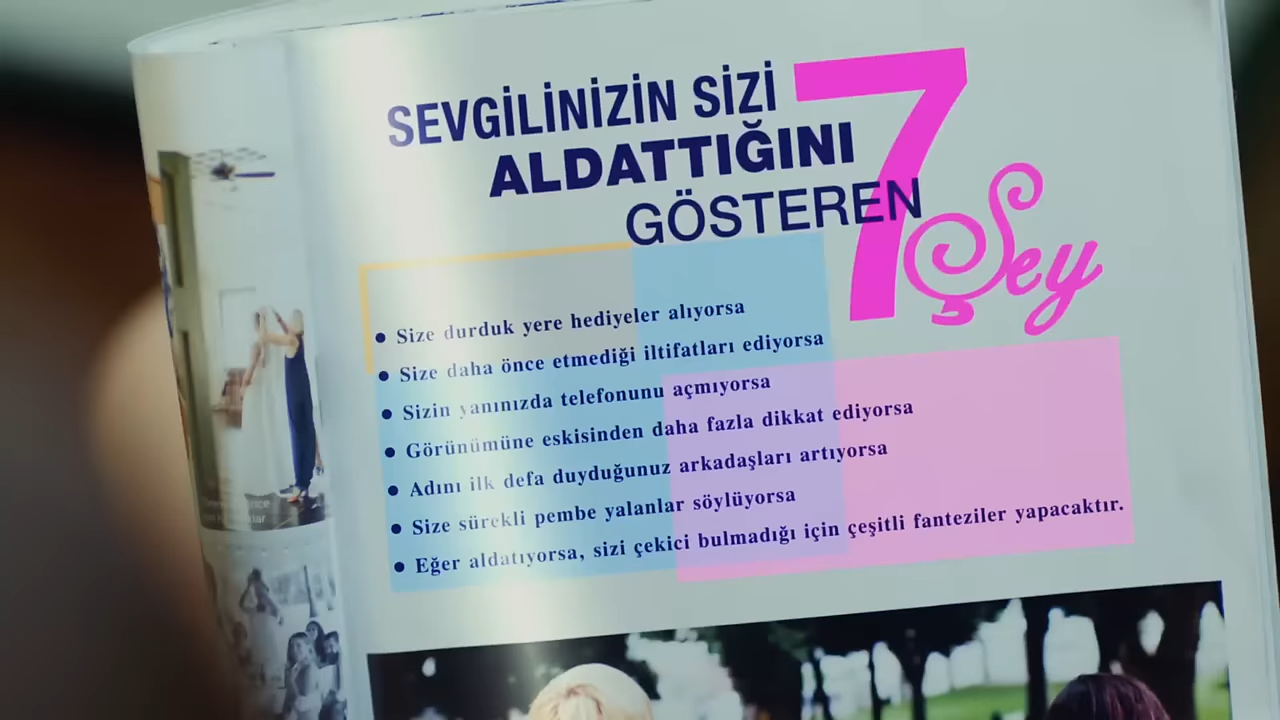 SEVGİLİNİZİN SİZİ
ALDATTIĞINI
GÖSTEREN
7 Şey
• Size durduk yere hediyeler alıyorsa
• Size daha önce etmediği iltifatları ediyorsa
• Sizin yanınızda telefonunu açmıyorsa
• Görünümüne eskisinden daha fazla dikkat ediyorsa
• Adını ilk defa duyduğunuz arkadaşları artıyorsa
• Size sürekli pembe yalanlar söylüyorsa
• Eğer aldatıyorsa, sizi çekici bulmadığı için çeşitli fanteziler yapacaktır.